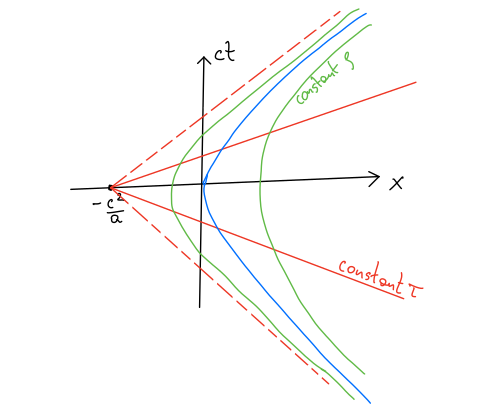 ct
constant ρ
x
-c²/a
constant τ